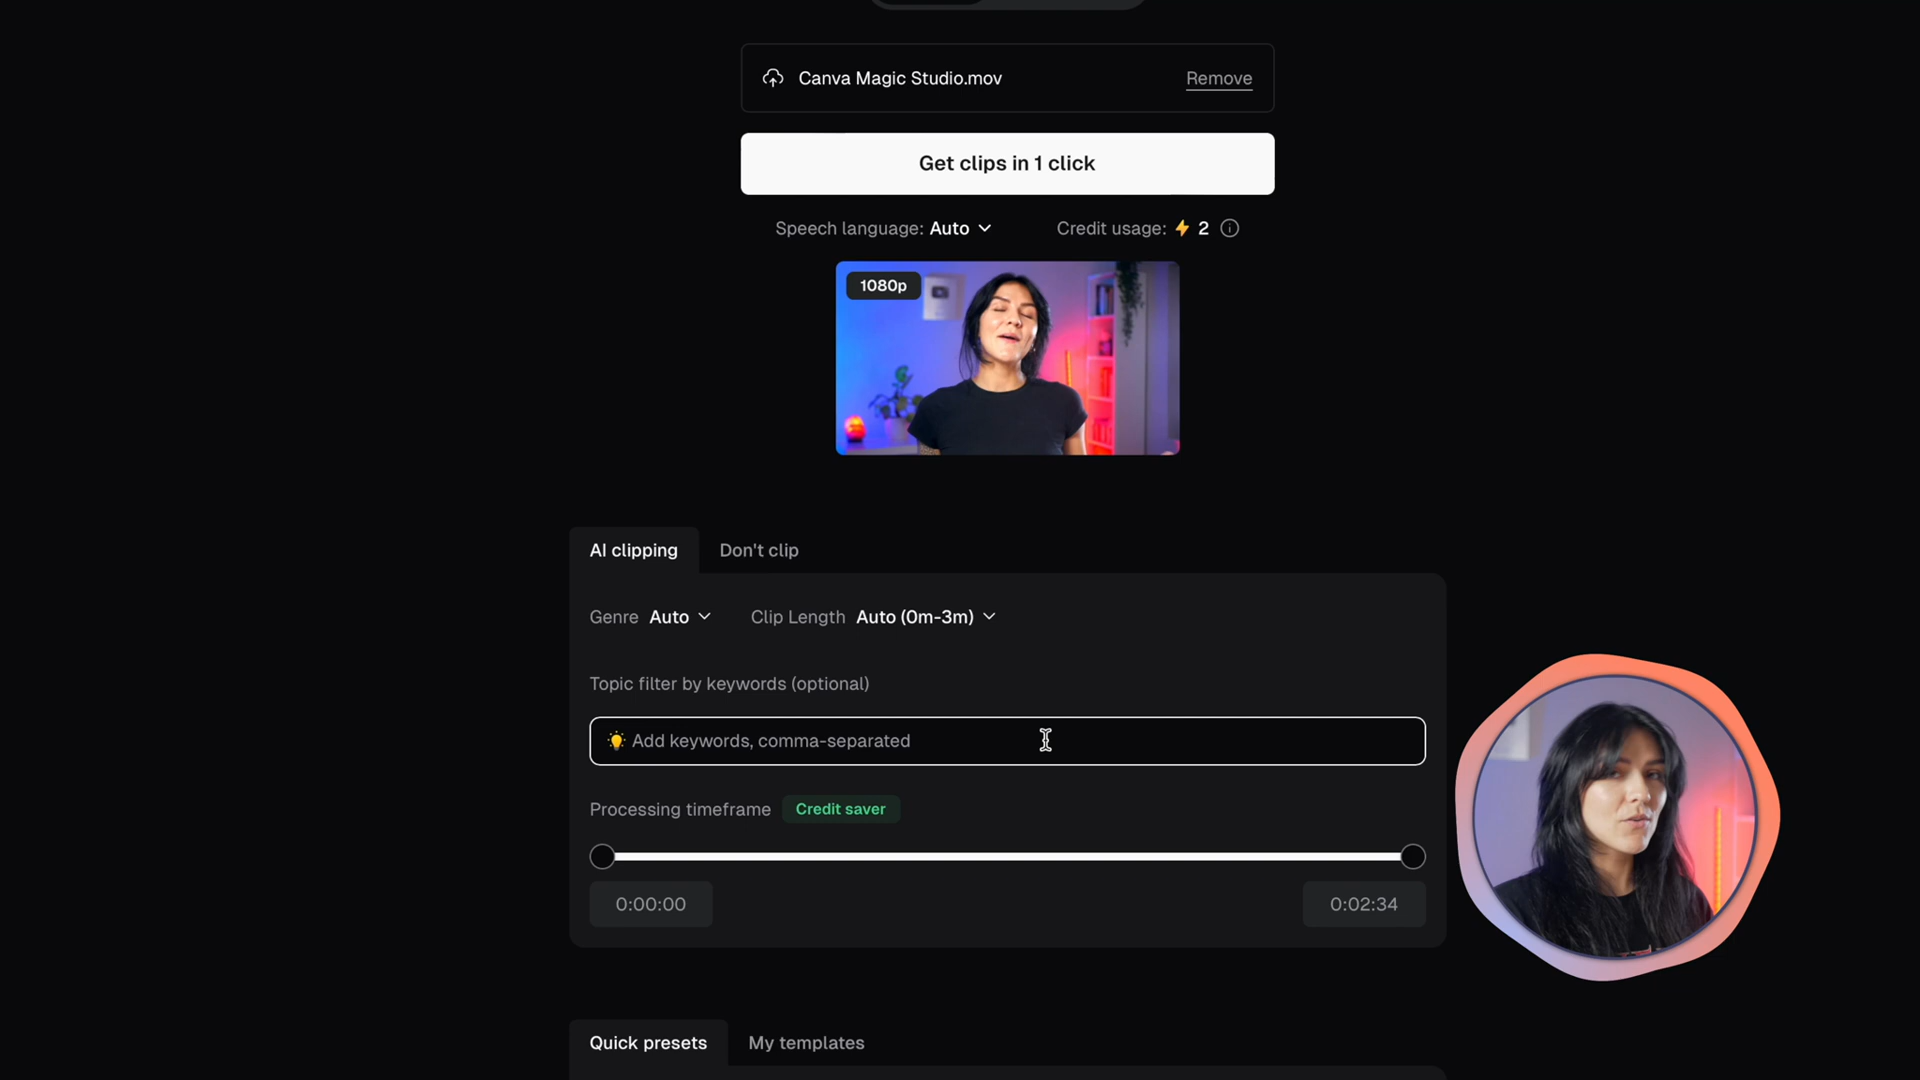 Canva Magic Studio.mov
Remove
Get clips in 1 click
Speech language: Auto
Credit usage: 2
1080p
AI clipping
Don't clip
Genre Auto
Clip Length Auto (0m-3m)
Topic filter by keywords (optional)
Add keywords, comma-separated
Processing timeframe
Credit saver
0:00:00
0:02:34
Quick presets
My templates